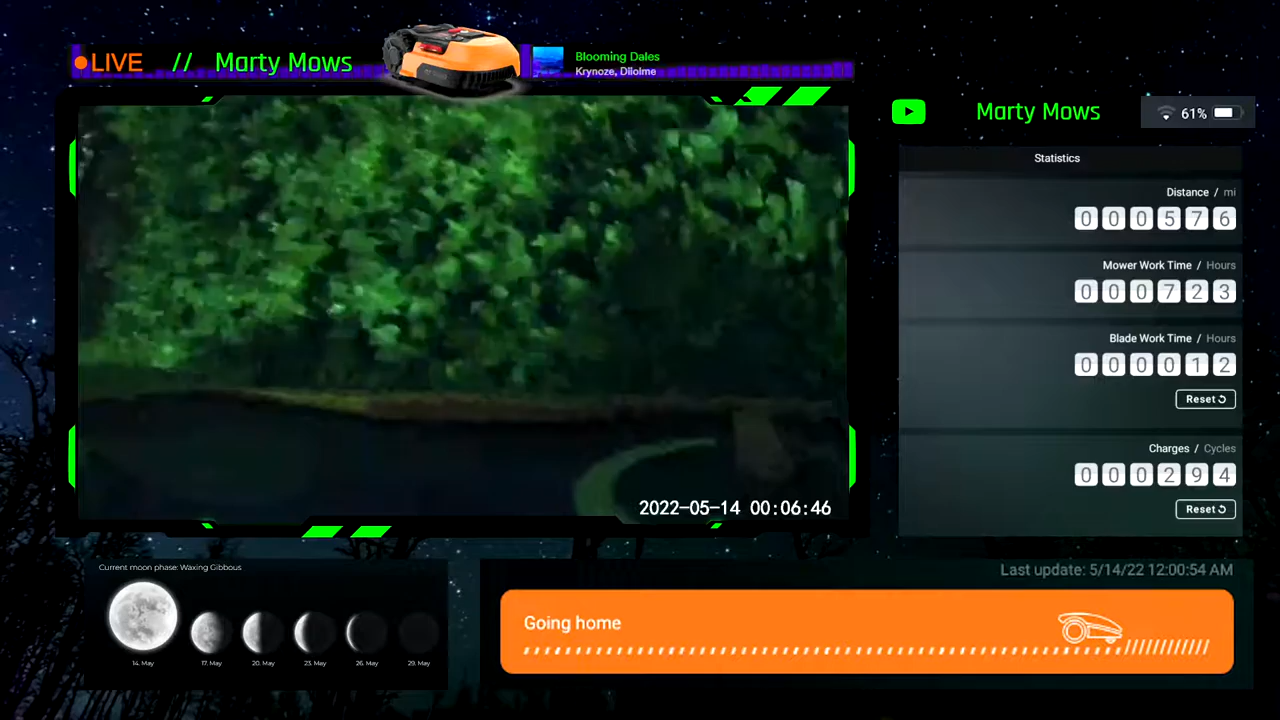 LIVE // Marty Mows
Blooming Dales
Krynoze, Dilolme
Marty Mows
61%
Statistics
Distance / mi
000576
Mower Work Time / Hours
000723
Blade Work Time / Hours
000012
Reset
Charges / Cycles
000294
Reset
2022-05-14 00:06:46
Current moon phase: Waxing Gibbous
14. May 17. May 20. May 23. May 26. May 29. May
Last update: 5/14/22 12:00:54 AM
Going home